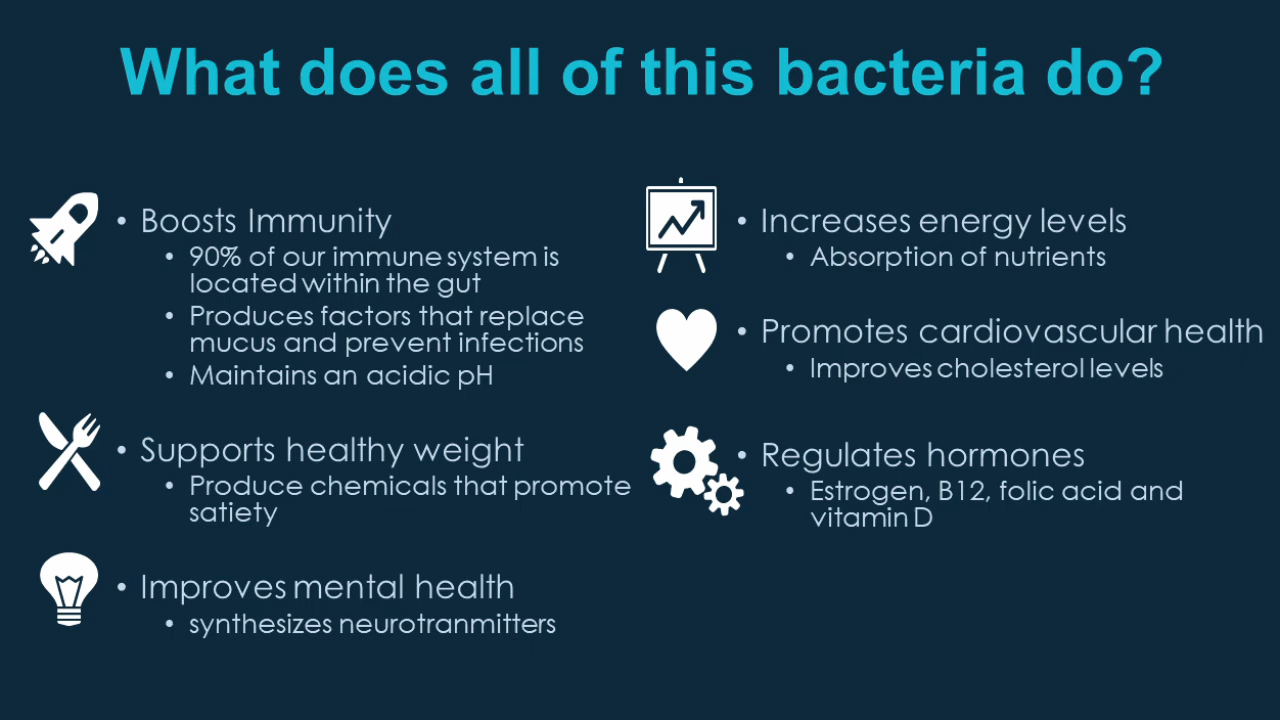 What does all of this bacteria do?
• Boosts Immunity
• 90% of our immune system is
located within the gut
• Produces factors that replace
mucus and prevent infections
• Maintains an acidic pH
• Supports healthy weight
• Produce chemicals that promote
satiety
• Improves mental health
• synthesizes neurotranmitters
• Increases energy levels
• Absorption of nutrients
• Promotes cardiovascular health
• Improves cholesterol levels
• Regulates hormones
• Estrogen, B12, folic acid and
vitamin D